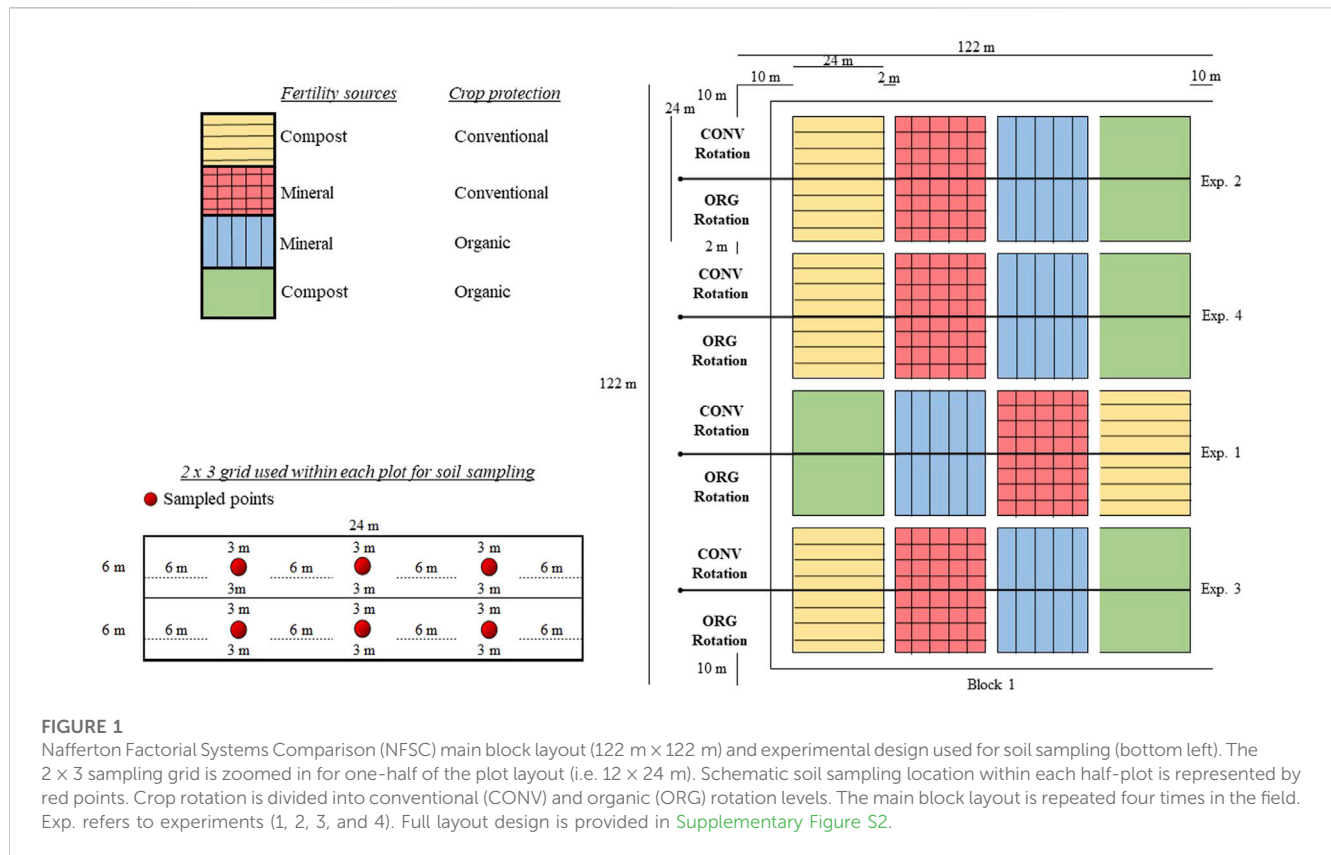 Fertility sources Crop protection
Compost Conventional
Mineral Conventional
Mineral Organic
Compost Organic
2 x 3 grid used within each plot for soil sampling
Sampled points
24 m
3 m 3 m 3 m
6 m 6 m 6 m 6 m 6 m
3m 3 m 3 m
3 m 3 m 3 m
6 m 6 m 6 m 6 m 6 m
3 m 3 m 3 m
122 m
24 m
10 m 2 m 10 m
10 m
24 m
CONV
Rotation
Exp. 2
ORG
Rotation
2 m
CONV
Rotation
Exp. 4
ORG
Rotation
122 m
CONV
Rotation
Exp. 1
ORG
Rotation
CONV
Rotation
Exp. 3
ORG
Rotation
10 m
Block 1
FIGURE 1
Nafferton Factorial Systems Comparison (NFSC) main block layout (122 m × 122 m) and experimental design used for soil sampling (bottom left). The
2 × 3 sampling grid is zoomed in for one-half of the plot layout (i.e. 12 × 24 m). Schematic soil sampling location within each half-plot is represented by
red points. Crop rotation is divided into conventional (CONV) and organic (ORG) rotation levels. The main block layout is repeated four times in the field.
Exp. refers to experiments (1, 2, 3, and 4). Full layout design is provided in Supplementary Figure S2.